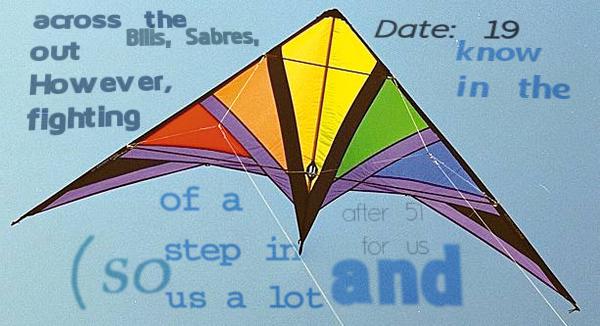 across the
out
However,
fighting
Bills, Sabres,
Date: 19
know
in the
of a
step in
us a lot
(so
after 51
for us
and